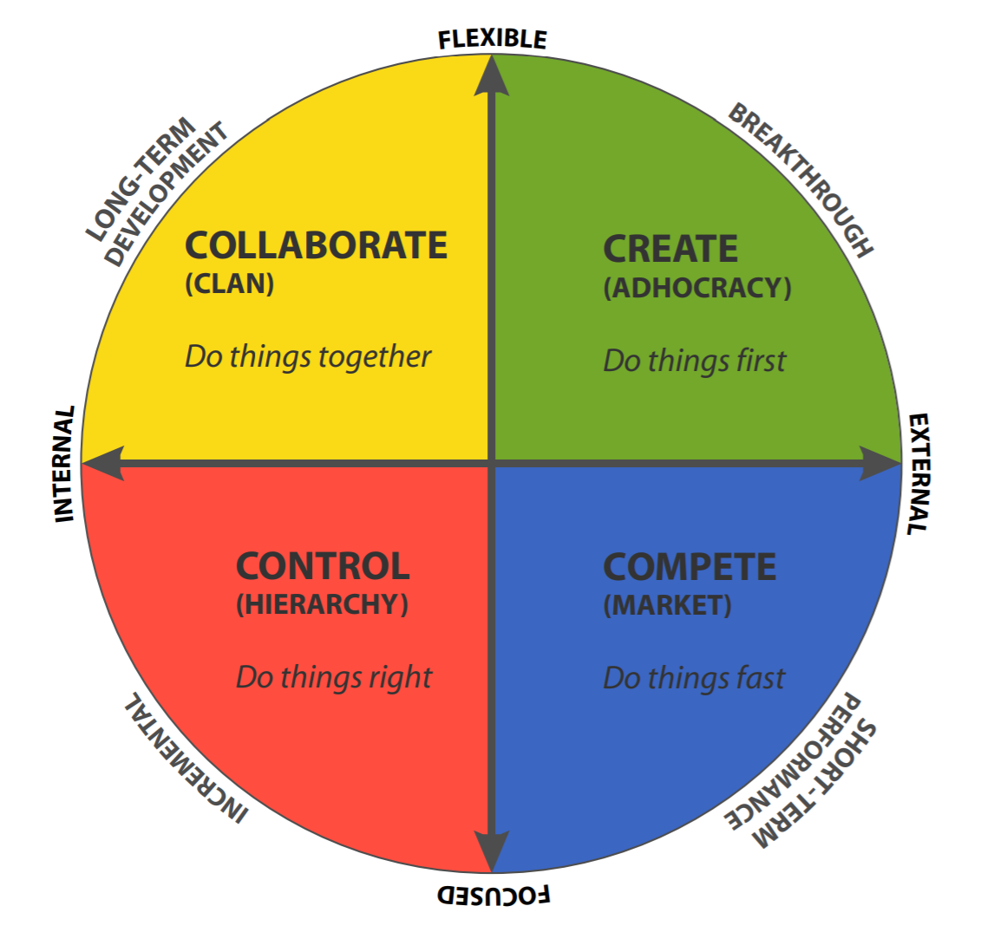 FLEXIBLE
LONG-TERM
DEVELOPMENT
BREAKTHROUGH
COLLABORATE
(CLAN)
Do things together
CREATE
(ADHOCRACY)
Do things first
INTERNAL
EXTERNAL
CONTROL
(HIERARCHY)
Do things right
COMPETE
(MARKET)
Do things fast
INCREMENTAL
SHORT-TERM
PERFORMANCE
FOCUSED